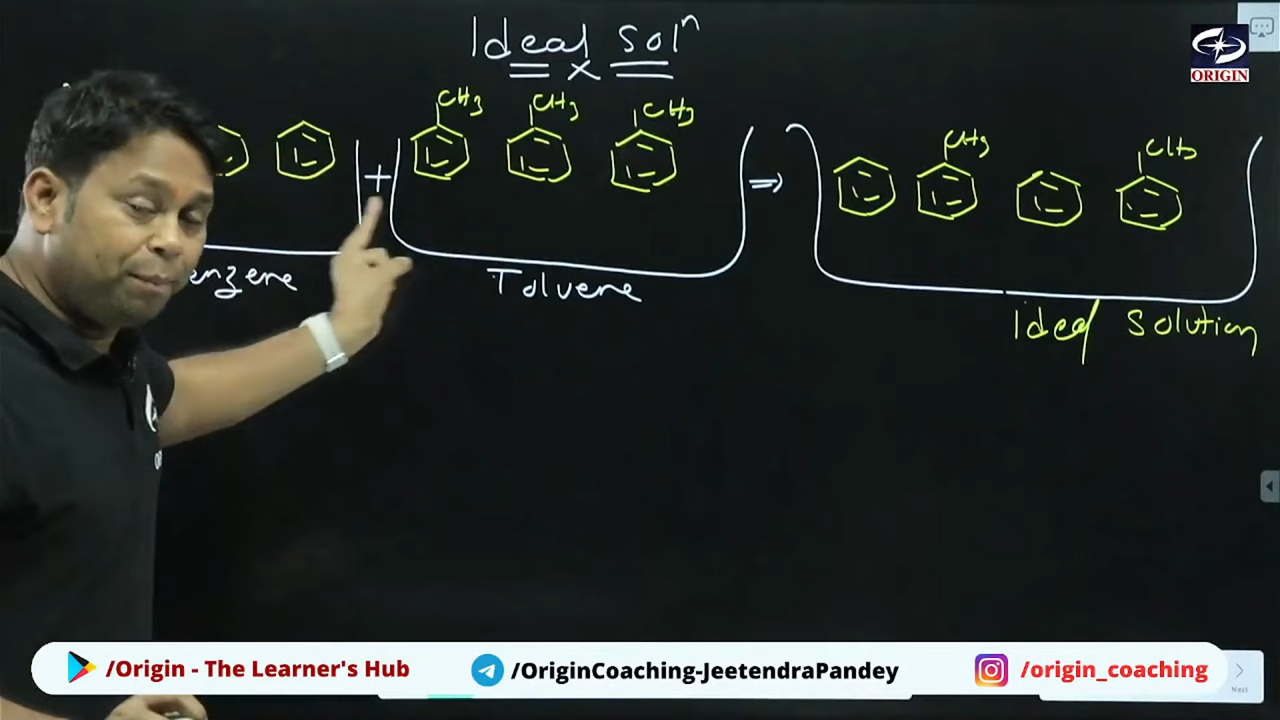 Ideal solⁿ
ORIGIN
CH3 CH3 CH3
CH3 CH3
+ ⇒
enzene
Toluene
Ideal Solution
/Origin - The Learner's Hub
/OriginCoaching-JeetendraPandey
/origin_coaching
Next